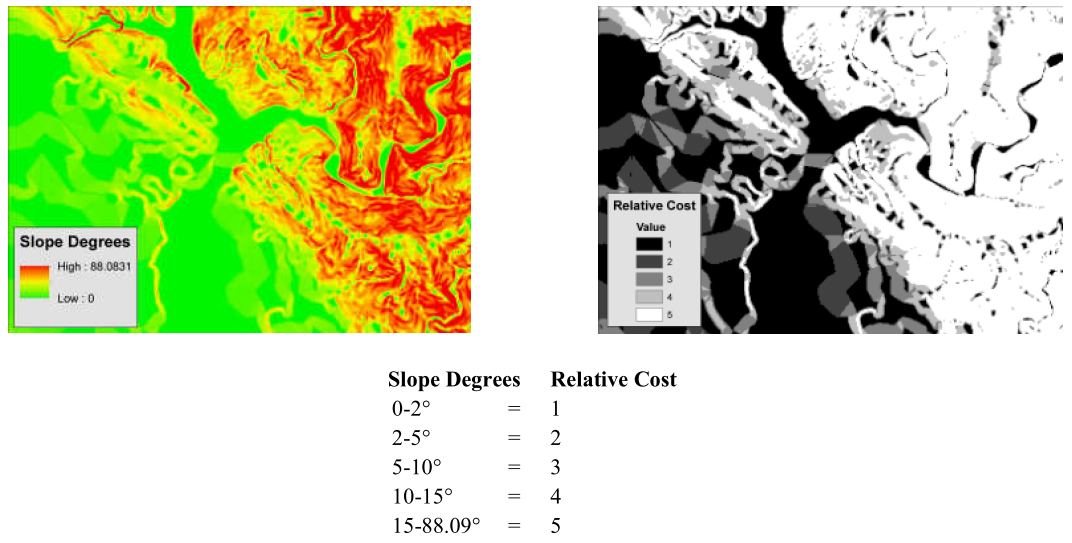 Slope Degrees
High : 88.0831
Low : 0
Relative Cost
Value
1
2
3
4
5
Slope Degrees Relative Cost
0-2° = 1
2-5° = 2
5-10° = 3
10-15° = 4
15-88.09° = 5